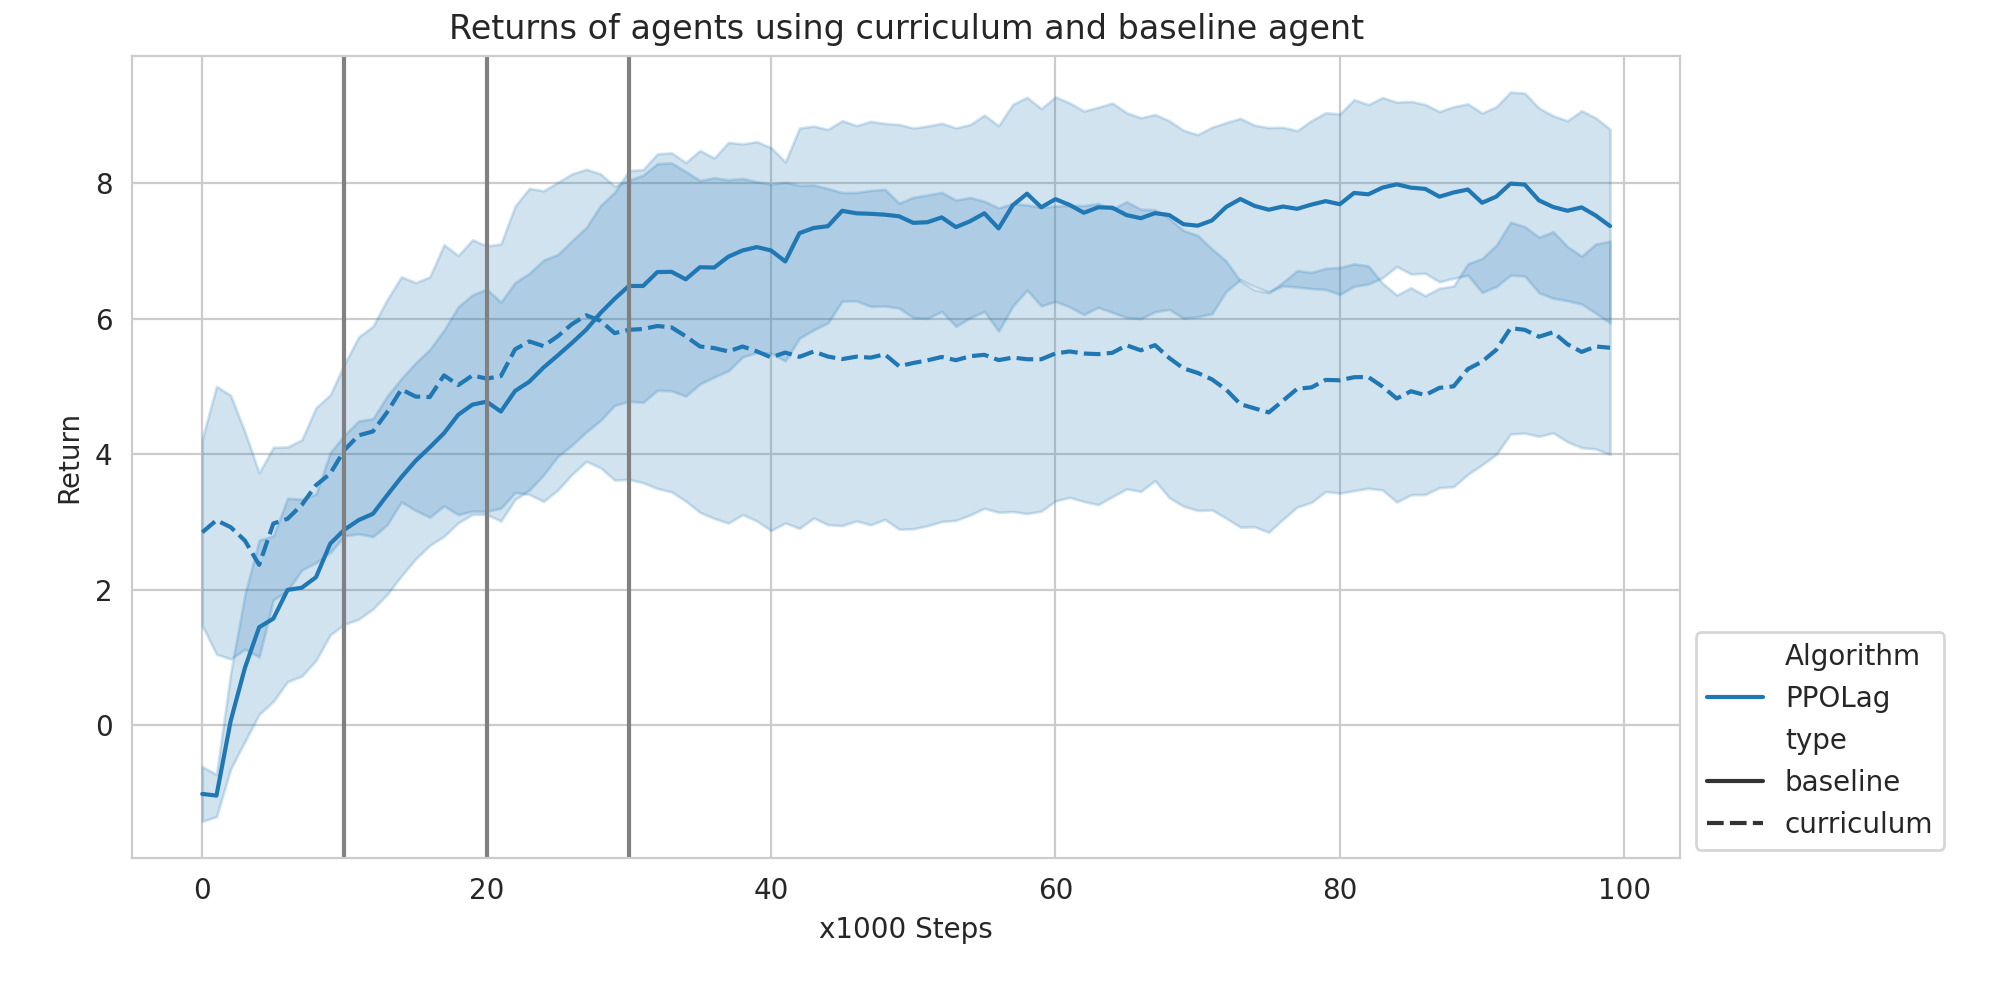 Returns of agents using curriculum and baseline agent
8
6
4
2
0
Return
0 20 40 60 80 100
x1000 Steps
Algorithm
PPOLag
type
baseline
curriculum